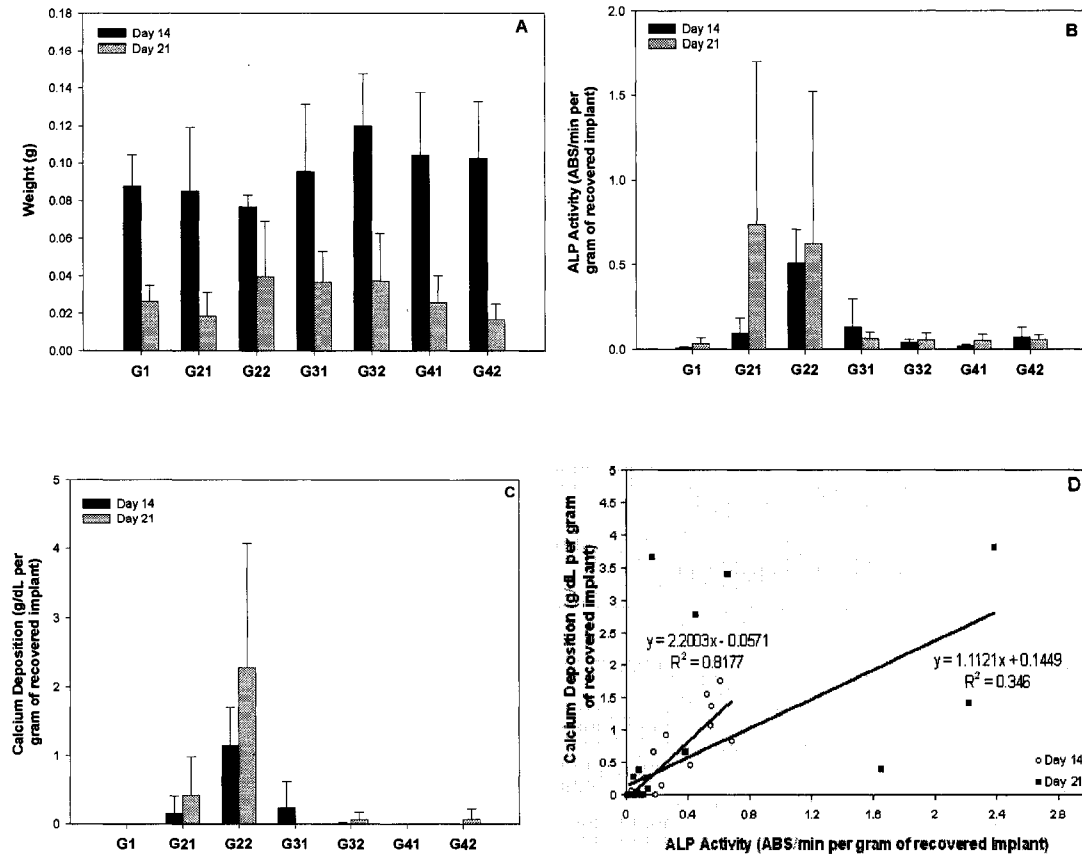 A
Day 14
Day 21
Weight (g)
0.18
0.16
0.14
0.12
0.10
0.08
0.06
0.04
0.02
0.00
G1 G21 G22 G31 G32 G41 G42
B
Day 14
Day 21
ALP Activity (ABS/min per
gram of recovered implant)
2.0
1.5
1.0
0.5
0.0
G1 G21 G22 G31 G32 G41 G42
C
Day 14
Day 21
Calcium Deposition (g/dL per
gram of recovered implant)
5
4
3
2
1
0
G1 G21 G22 G31 G32 G41 G42
D
Calcium Deposition (g/dL per gram
of recovered implant)
5
4.5
4
3.5
3
2.5
2
1.5
1
0.5
0
y = 2.2003x - 0.0571
R² = 0.8177
y = 1.1121x + 0.1449
R² = 0.346
Day 14
Day 21
0 0.4 0.8 1.2 1.6 2 2.4 2.8
ALP Activity (ABS/min per gram of recovered implant)